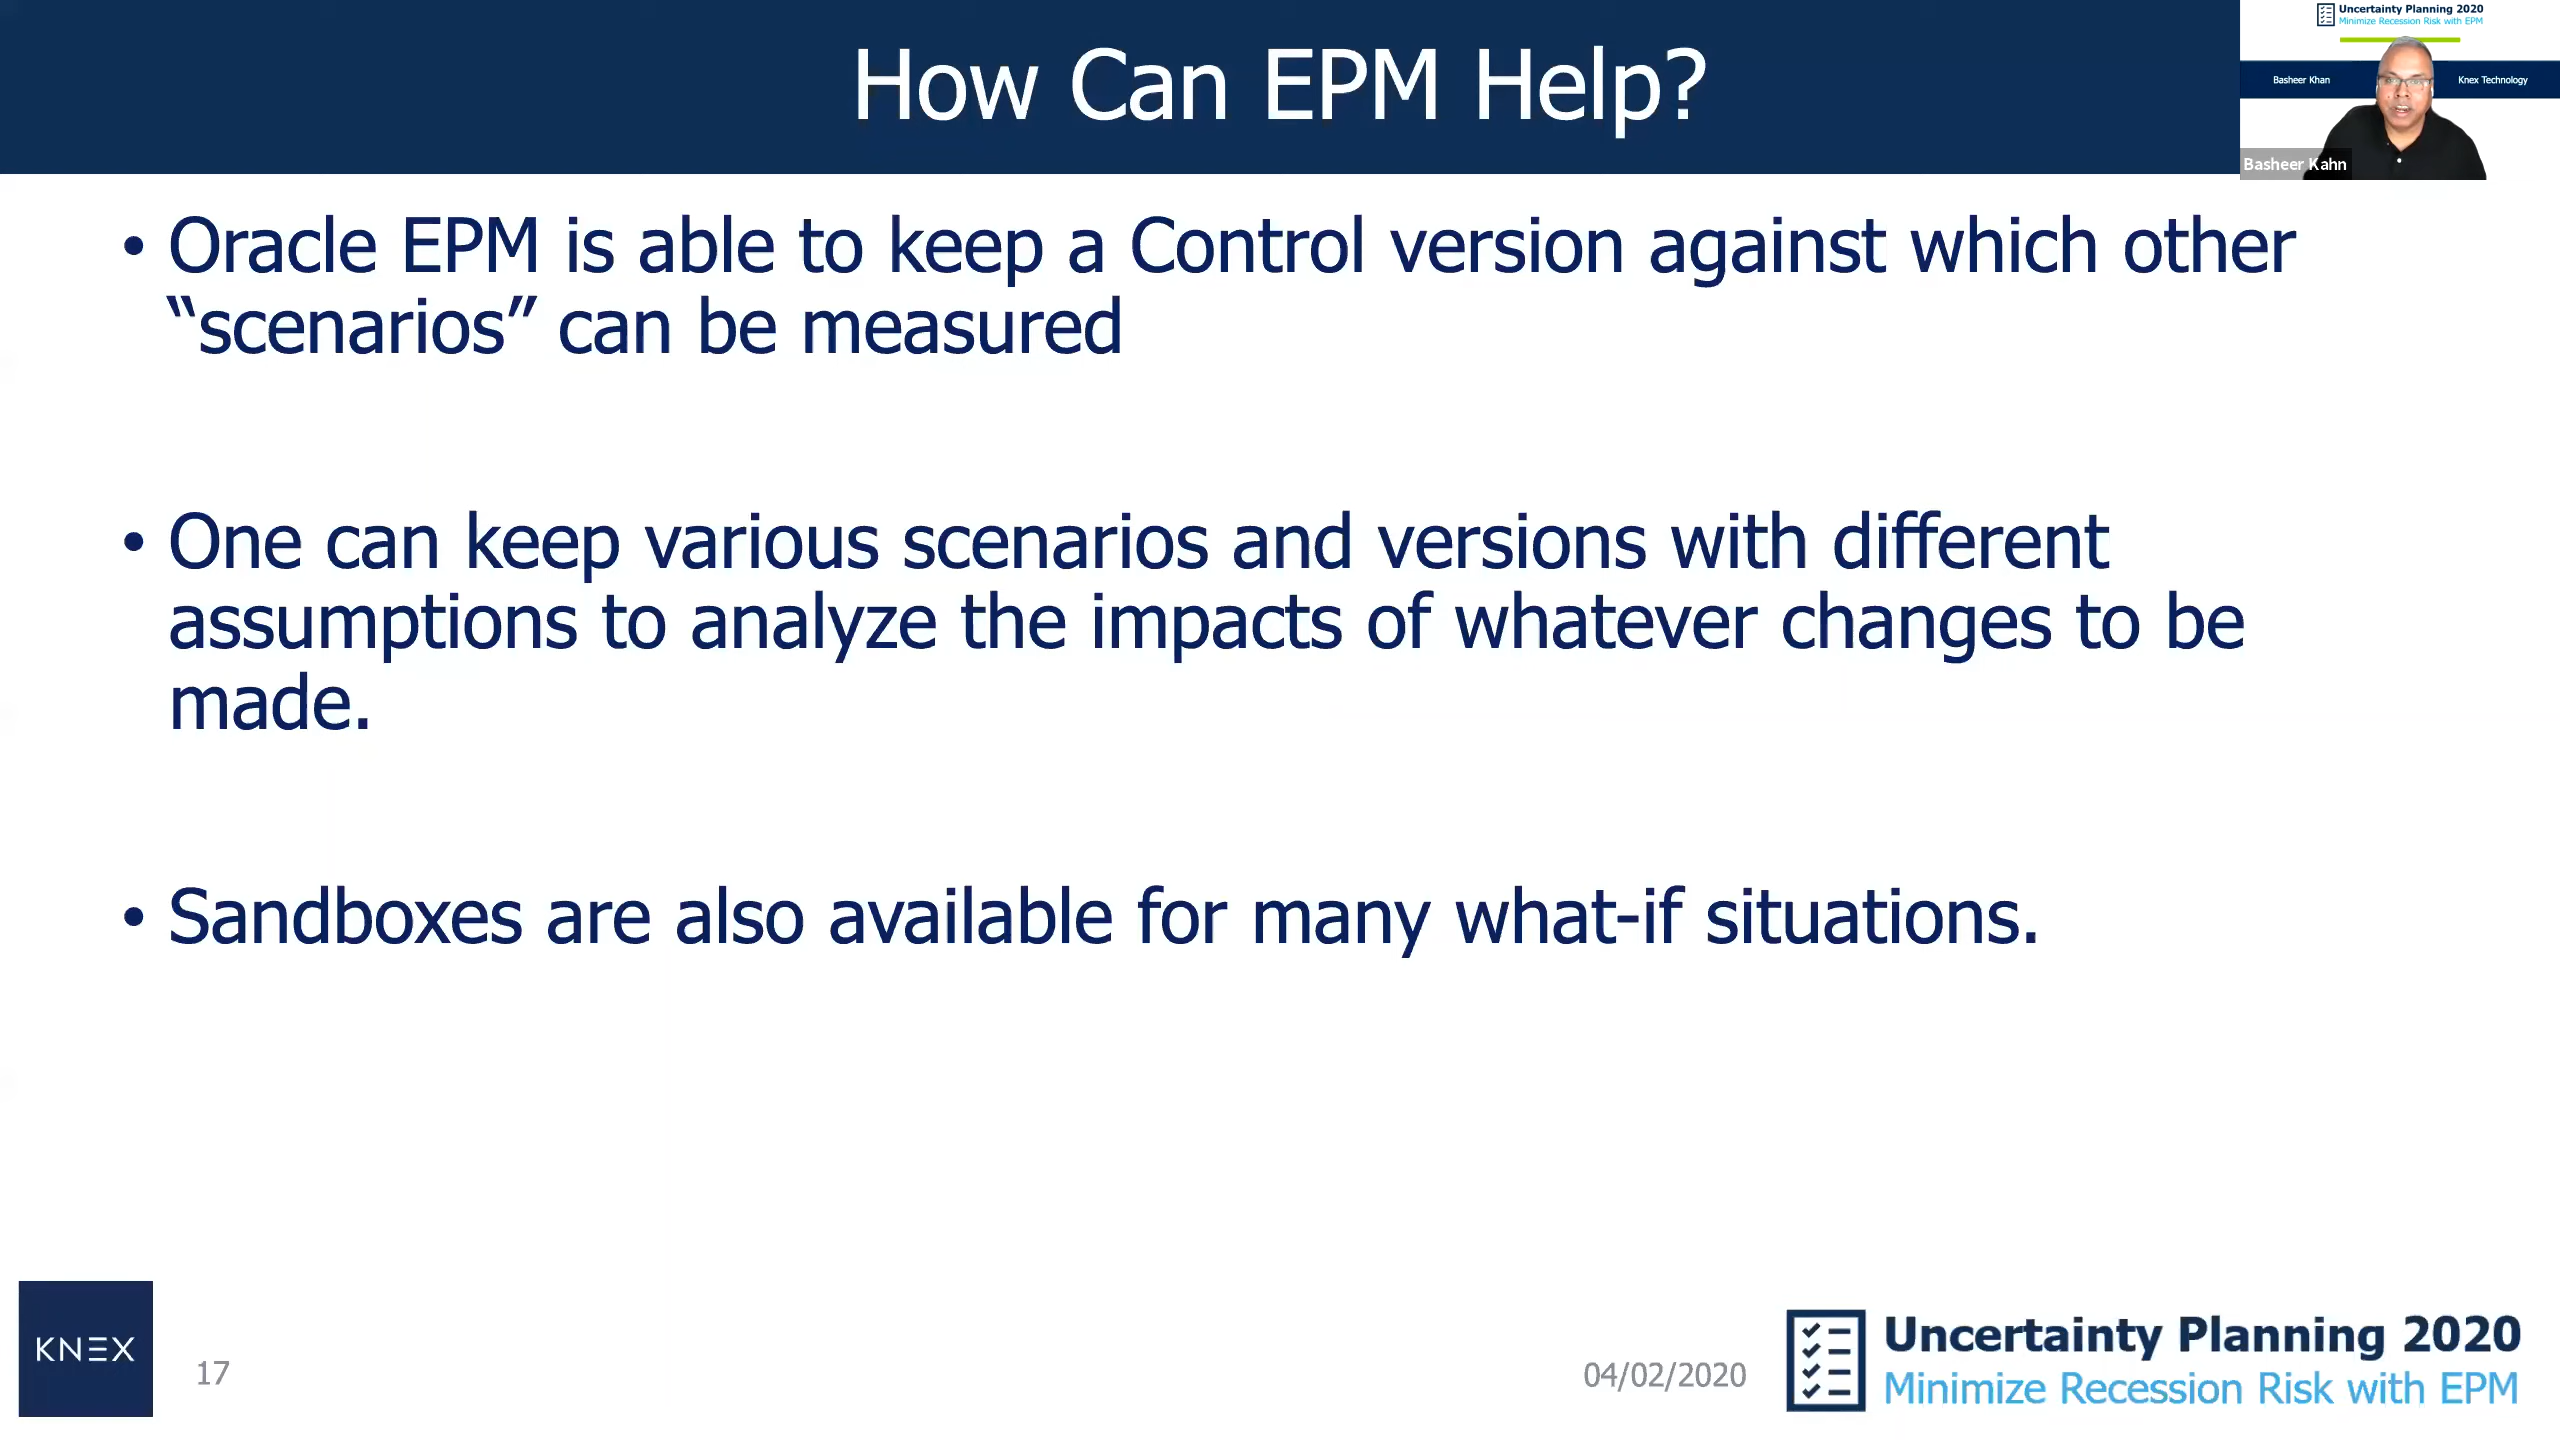 How Can EPM Help?
Uncertainty Planning 2020
Minimize Recession Risk with EPM
Basheer Khan
Knex Technology
Basheer Kahn
• Oracle EPM is able to keep a Control version against which other
“scenarios” can be measured
• One can keep various scenarios and versions with different
assumptions to analyze the impacts of whatever changes to be
made.
• Sandboxes are also available for many what-if situations.
KNEX
17
04/02/2020
Uncertainty Planning 2020
Minimize Recession Risk with EPM